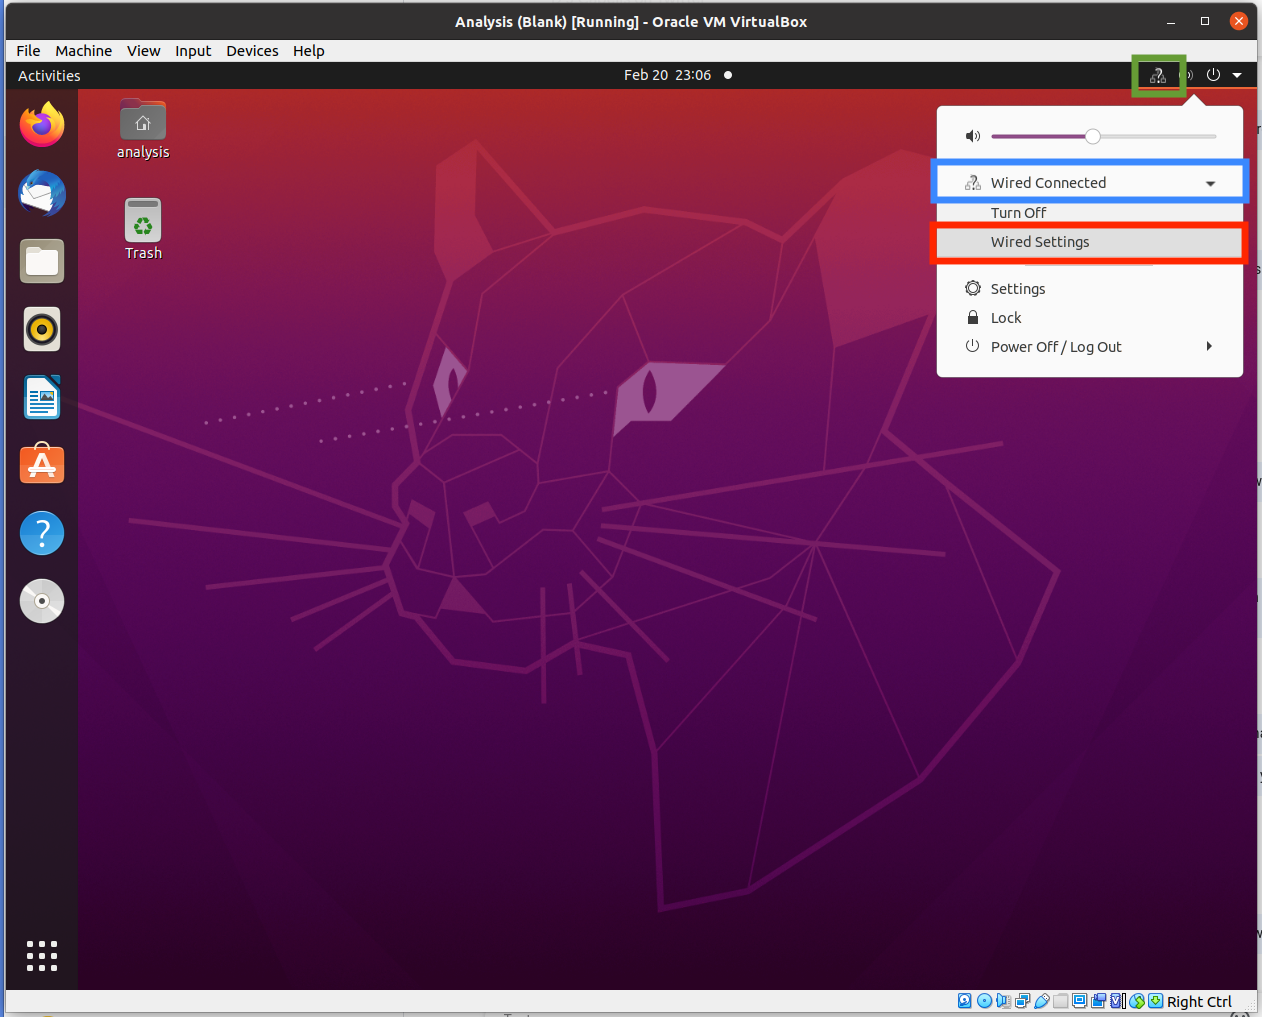 Analysis (Blank) [Running] - Oracle VM VirtualBox
File Machine View Input Devices Help
Activities
Feb 20 23:06
analysis
Trash
Wired Connected
Turn Off
Wired Settings
Settings
Lock
Power Off / Log Out
Right Ctrl